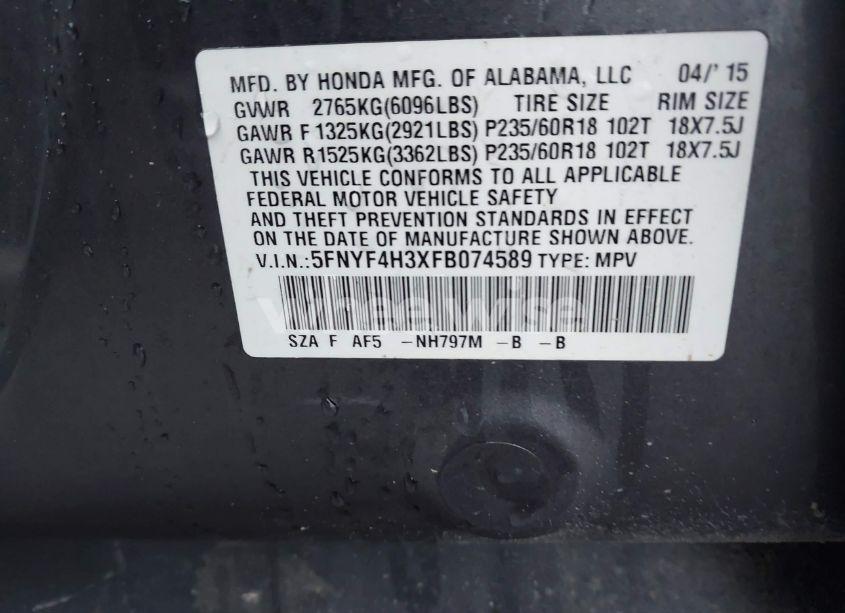 MFD. BY HONDA MFG. OF ALABAMA, LLC 04/' 15
GVWR 2765KG(6096LBS) TIRE SIZE RIM SIZE
GAWR F 1325KG(2921LBS) P235/60R18 102T 18X7.5J
GAWR R1525KG(3362LBS) P235/60R18 102T 18X7.5J
THIS VEHICLE CONFORMS TO ALL APPLICABLE
FEDERAL MOTOR VEHICLE SAFETY
AND THEFT PREVENTION STANDARDS IN EFFECT
ON THE DATE OF MANUFACTURE SHOWN ABOVE.
V.I.N.:5FNYF4H3XFB074589 TYPE: MPV
SZA F AF5 -NH797M -B -B